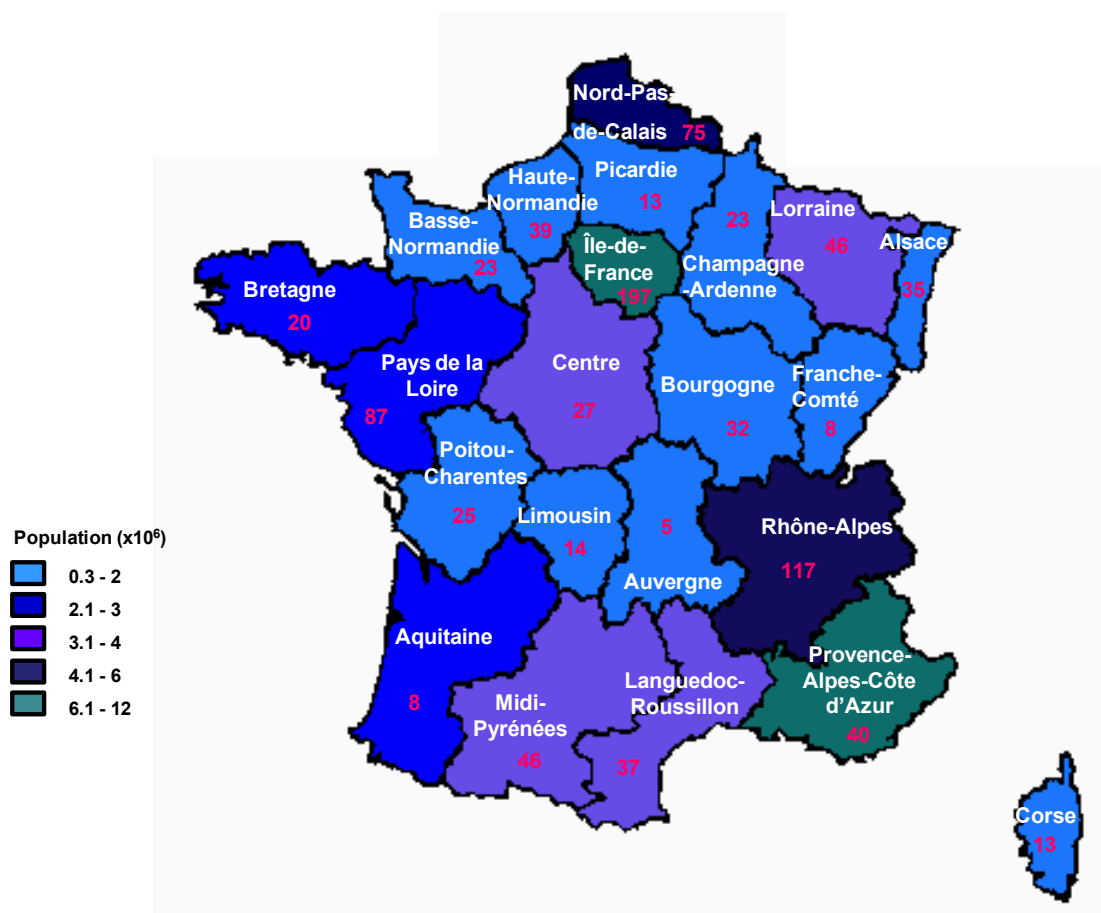 Nord-Pas-
de-Calais 75
Picardie
13
Haute-
Normandie
39
Basse-
Normandie
23
Île-de-
France
197
23
Champagne
-Ardenne
Lorraine
46
Alsace
35
Bretagne
20
Pays de la
Loire
87
Centre
27
Bourgogne
32
Franche-
Comté
8
Poitou-
Charentes
25
Limousin
14
5
Auvergne
Rhône-Alpes
117
Aquitaine
8
Midi-
Pyrénées
46
Languedoc-
Roussillon
37
Provence-
Alpes-Côte
d'Azur
40
Corse
13
Population (x10⁶)
0.3 - 2
2.1 - 3
3.1 - 4
4.1 - 6
6.1 - 12